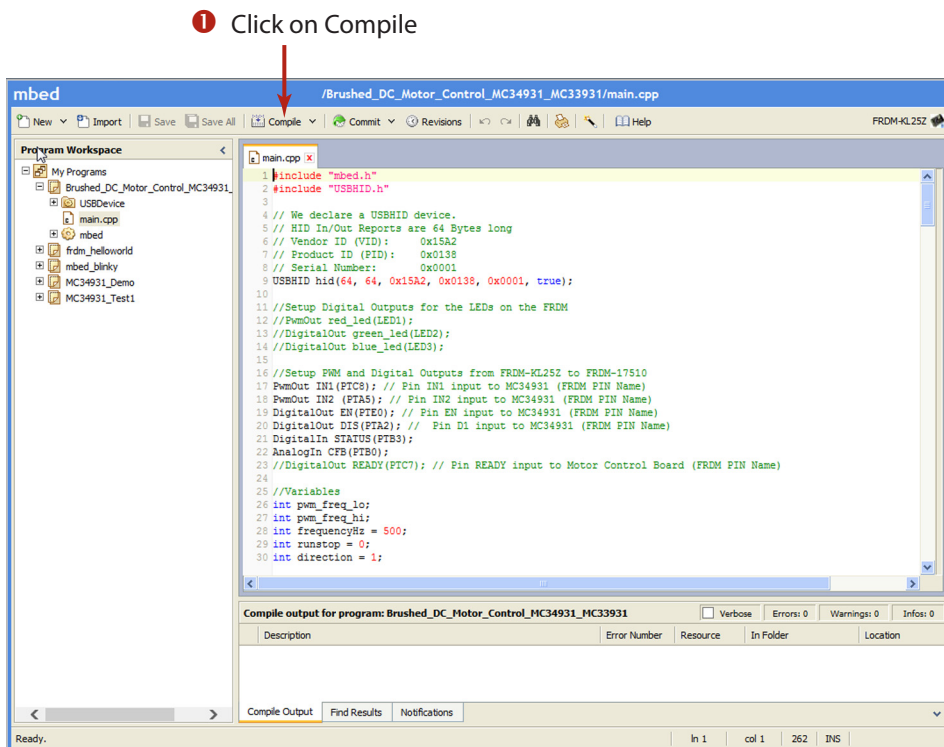 1 Click on Compile
mbed /Brushed_DC_Motor_Control_MC34931_MC33931/main.cpp
New Import Save Save All Compile Commit Revisions Help FRDM-KL25Z
Program Workspace <
My Programs
Brushed_DC_Motor_Control_MC34931_
USBDevice
main.cpp
mbed
frdm_helloworld
mbed_blinky
MC34931_Demo
MC34931_Test1
main.cpp x
1 #include "mbed.h"
2 #include "USBHID.h"
3
4 // We declare a USBHID device.
5 // HID In/Out Reports are 64 Bytes long
6 // Vendor ID (VID): 0x15A2
7 // Product ID (PID): 0x0138
8 // Serial Number: 0x0001
9 USBHID hid(64, 64, 0x15A2, 0x0138, 0x0001, true);
10
11 //Setup Digital Outputs for the LEDs on the FRDM
12 //PwmOut red_led(LED1);
13 //DigitalOut green_led(LED2);
14 //DigitalOut blue_led(LED3);
15
16 //Setup PWM and Digital Outputs from FRDM-KL25Z to FRDM-17510
17 PwmOut IN1(PTC8); // Pin IN1 input to MC34931 (FRDM PIN Name)
18 PwmOut IN2 (PTA5); // Pin IN2 input to MC34931 (FRDM PIN Name)
19 DigitalOut EN(PTE0); // Pin EN input to MC34931 (FRDM PIN Name)
20 DigitalOut DIS(PTA2); // Pin D1 input to MC34931 (FRDM PIN Name)
21 DigitalIn STATUS(PTB3);
22 AnalogIn CFB(PTB0);
23 //DigitalOut READY(PTC7); // Pin READY input to Motor Control Board (FRDM PIN Name)
24
25 //Variables
26 int pwm_freq_lo;
27 int pwm_freq_hi;
28 int frequencyHz = 500;
29 int runstop = 0;
30 int direction = 1;
Compile output for program: Brushed_DC_Motor_Control_MC34931_MC33931 Verbose Errors: 0 Warnings: 0 Infos: 0
Description Error Number Resource In Folder Location
Compile Output Find Results Notifications
Ready. ln 1 col 1 262 INS